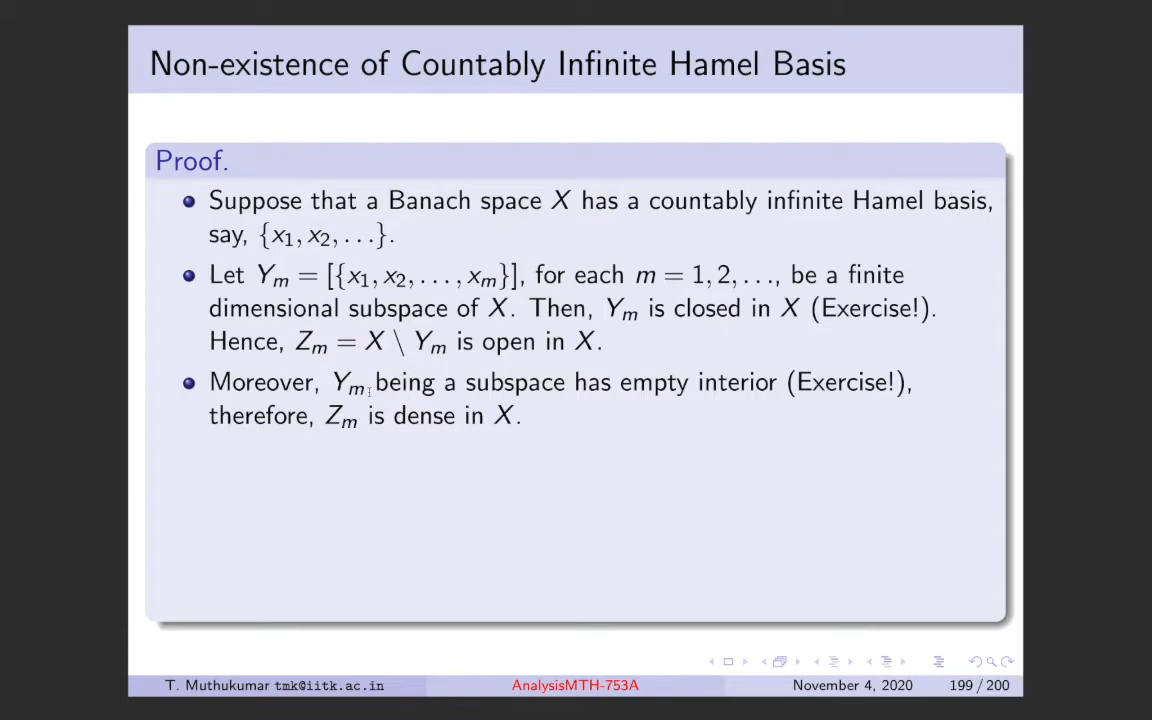 Non-existence of Countably Infinite Hamel Basis
Proof.
Suppose that a Banach space X has a countably infinite Hamel basis,
say, {x₁, x₂, . . .}.
Let Yₘ = [{x₁, x₂, . . . , xₘ}], for each m = 1, 2, . . ., be a finite
dimensional subspace of X. Then, Yₘ is closed in X (Exercise!).
Hence, Zₘ = X \ Yₘ is open in X.
Moreover, Yₘ being a subspace has empty interior (Exercise!),
therefore, Zₘ is dense in X.
T. Muthukumar tmk@iitk.ac.in AnalysisMTH-753A November 4, 2020 199 / 200